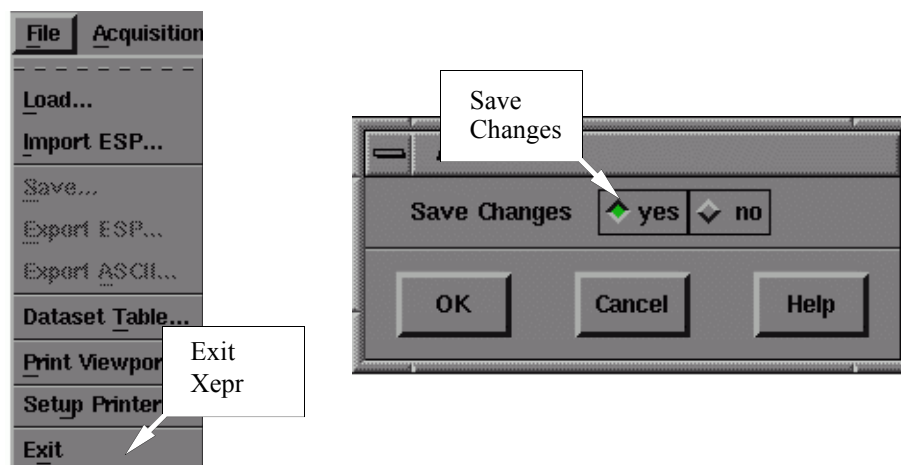 File Acquisition
Load...
Import ESP...
Save...
Export ESP...
Export ASCII...
Dataset Table...
Print Viewpor
Setup Printer
Exit
Exit
Xepr
Save
Changes
Save Changes yes no
OK Cancel Help